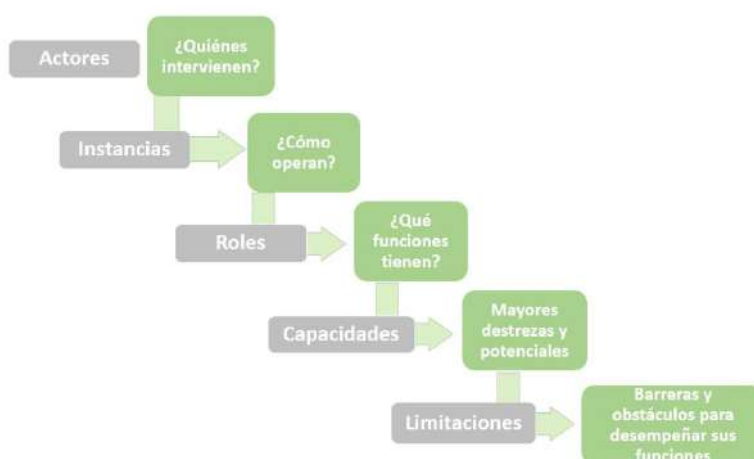 Actores
¿Quiénes
intervienen?
Instancias
¿Cómo
operan?
Roles
¿Qué
funciones
tienen?
Capacidades
Mayores
destrezas y
potenciales
Limitaciones
Barreras y
obstáculos para
desempeñar sus
funciones